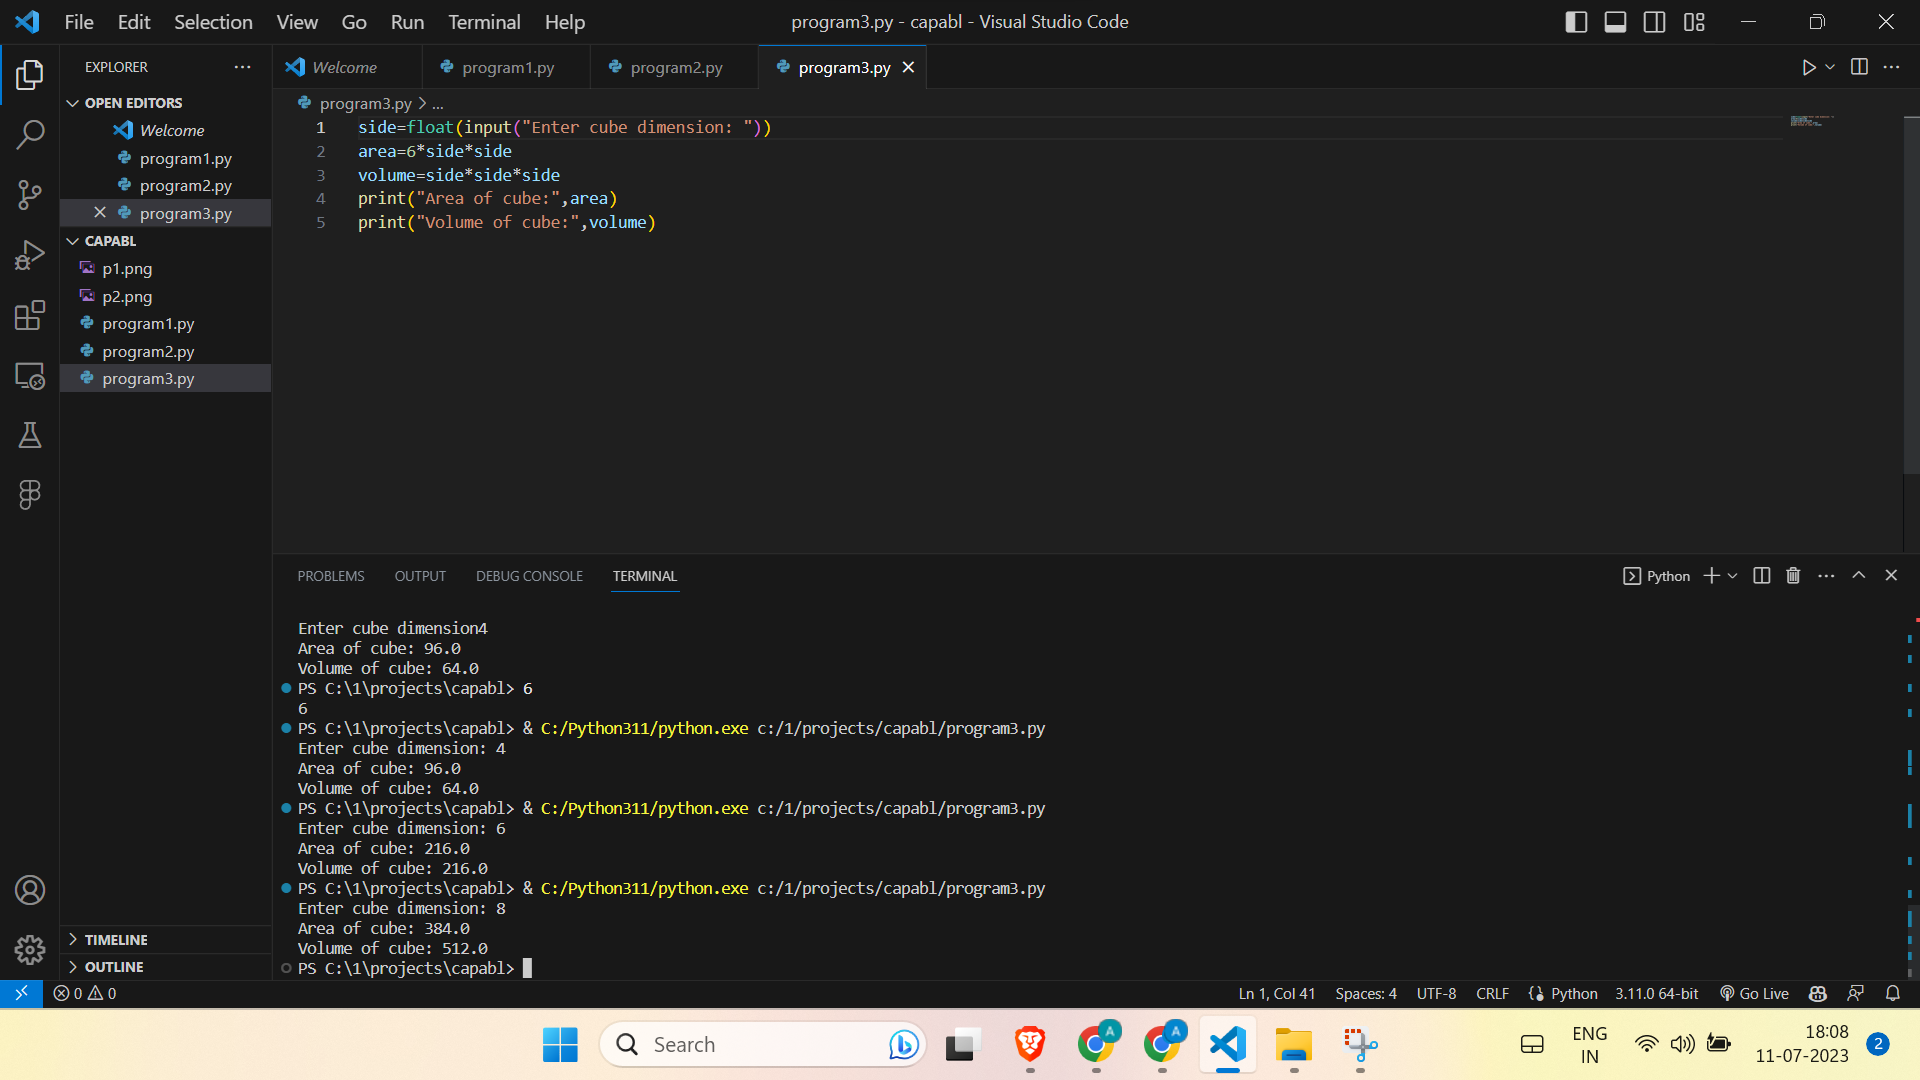 File Edit Selection View Go Run Terminal Help
program3.py - capabl - Visual Studio Code
EXPLORER
OPEN EDITORS
Welcome
program1.py
program2.py
program3.py
CAPABL
p1.png
p2.png
program1.py
program2.py
program3.py
TIMELINE
OUTLINE
Welcome program1.py program2.py program3.py
program3.py > ...
1 side=float(input("Enter cube dimension: "))
2 area=6*side*side
3 volume=side*side*side
4 print("Area of cube:",area)
5 print("Volume of cube:",volume)
PROBLEMS OUTPUT DEBUG CONSOLE TERMINAL
Python
Enter cube dimension4
Area of cube: 96.0
Volume of cube: 64.0
PS C:\1\projects\capabl> 6
6
PS C:\1\projects\capabl> & C:/Python311/python.exe c:/1/projects/capabl/program3.py
Enter cube dimension: 4
Area of cube: 96.0
Volume of cube: 64.0
PS C:\1\projects\capabl> & C:/Python311/python.exe c:/1/projects/capabl/program3.py
Enter cube dimension: 6
Area of cube: 216.0
Volume of cube: 216.0
PS C:\1\projects\capabl> & C:/Python311/python.exe c:/1/projects/capabl/program3.py
Enter cube dimension: 8
Area of cube: 384.0
Volume of cube: 512.0
PS C:\1\projects\capabl>
0 0
Ln 1, Col 41 Spaces: 4 UTF-8 CRLF Python 3.11.0 64-bit Go Live
Search
A
A
ENG
IN
18:08
11-07-2023
2